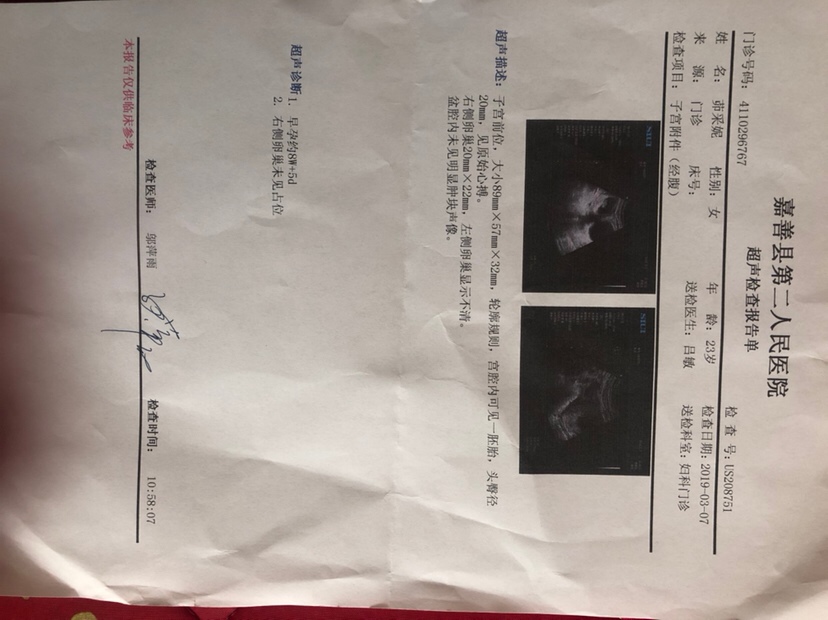 嘉善县第二人民医院
超声检查报告单
门诊号码: 4110296767 检 查 号: US208751
姓 名: 茆采妮 性别: 女 年 龄: 23岁 检查日期: 2019-03-07
来 源: 门诊 床号: 送检医生: 吕敏 送检科室: 妇科门诊
检查项目: 子宫附件(经腹)
超声描述: 子宫前位, 大小89mm×57mm×32mm, 轮廓规则, 宫腔内可见一胚胎, 头臀径
20mm, 见原始心搏。
右侧卵巢20mm×22mm, 左侧卵巢显示不清。
盆腔内未见明显肿块声像。
超声诊断 1. 早孕约8W+5d
2. 右侧卵巢未见占位
检查医师: 邬萍雨 检查时间: 10:58:07
本报告仅供临床参考